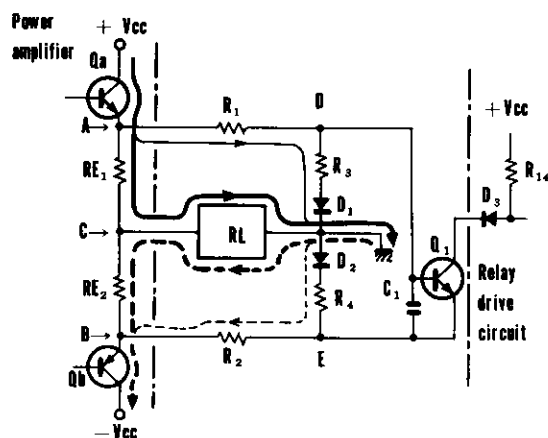 Power
amplifier
+ Vcc
Qa
A →
R1
D
+Vcc
RE1
R3
R14
D1
D3
C →
RL
D2
Q1
C1
Relay
drive
circuit
RE2
R4
B →
R2
E
Qb
−Vcc